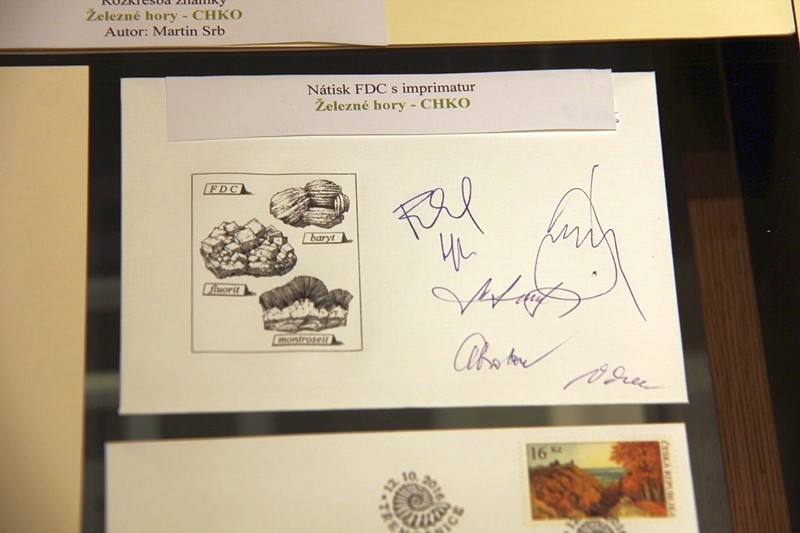 Rozkresba známky
Železné hory - CHKO
Autor: Martin Srb
Nátisk FDC s imprimatur
Železné hory - CHKO
FDC
baryt
fluorit
montroseit
12. 10. 2016
16 Kč
ČESKÁ REPUBLIKA